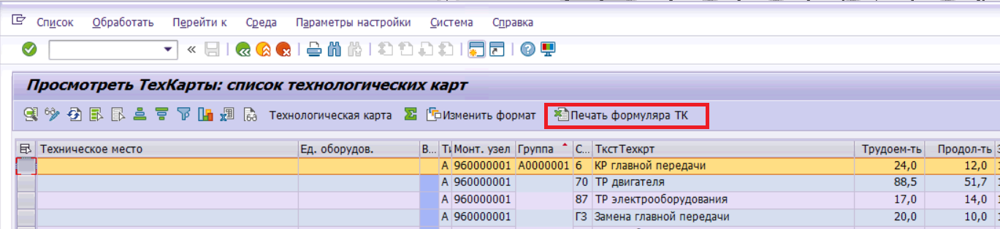 Список Обработать Перейти к Среда Параметры настройки Система Справка
Просмотреть ТехКарты: список технологических карт
Технологическая карта Изменить формат Печать формуляра ТК
Техническое место Ед. оборудов. В... Монт. узел Группа С... ТкстТехкрт Трудоем-ть Продол-ть
А 960000001 A0000001 6 КР главной передачи 24,0 12,0
А 960000001 70 ТР двигателя 88,5 51,7
А 960000001 87 ТР электрооборудования 17,0 14,0
А 960000001 ГЗ Замена главной передачи 20,0 10,0